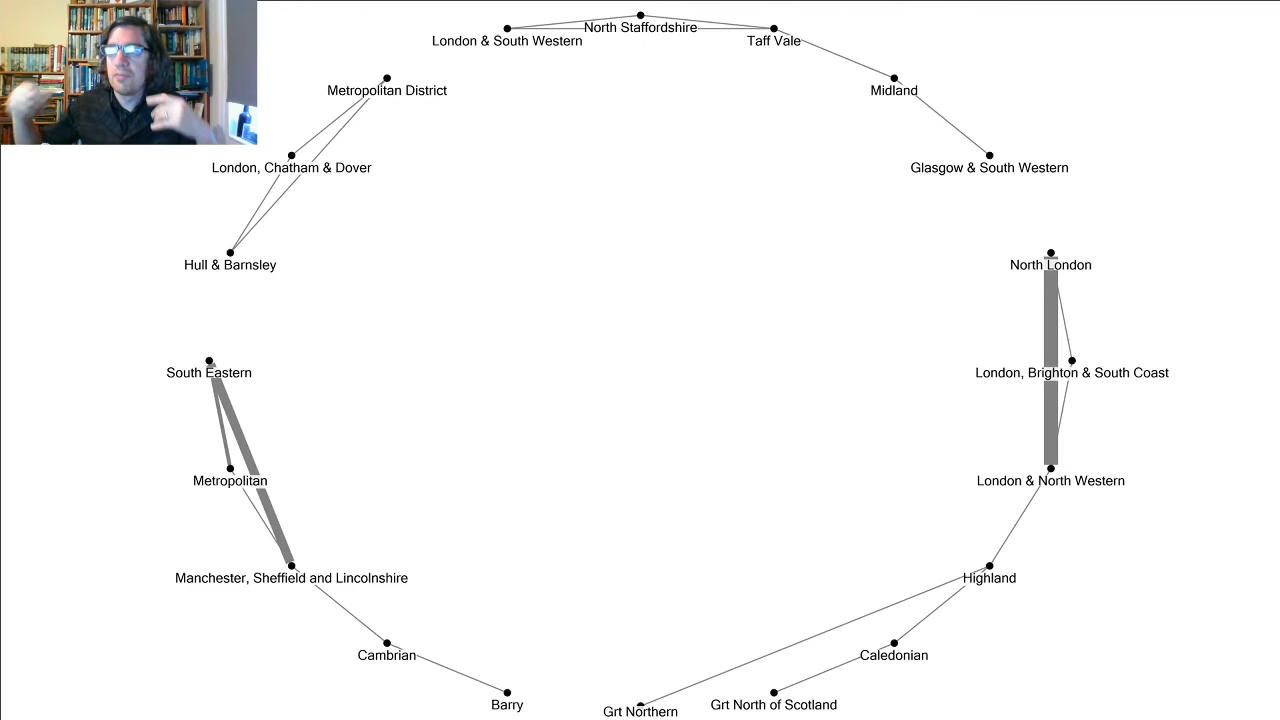 North Staffordshire
London & South Western
Taff Vale
Metropolitan District
Midland
London, Chatham & Dover
Glasgow & South Western
Hull & Barnsley
North London
South Eastern
London, Brighton & South Coast
Metropolitan
London & North Western
Manchester, Sheffield and Lincolnshire
Highland
Cambrian
Caledonian
Barry
Grt Northern
Grt North of Scotland